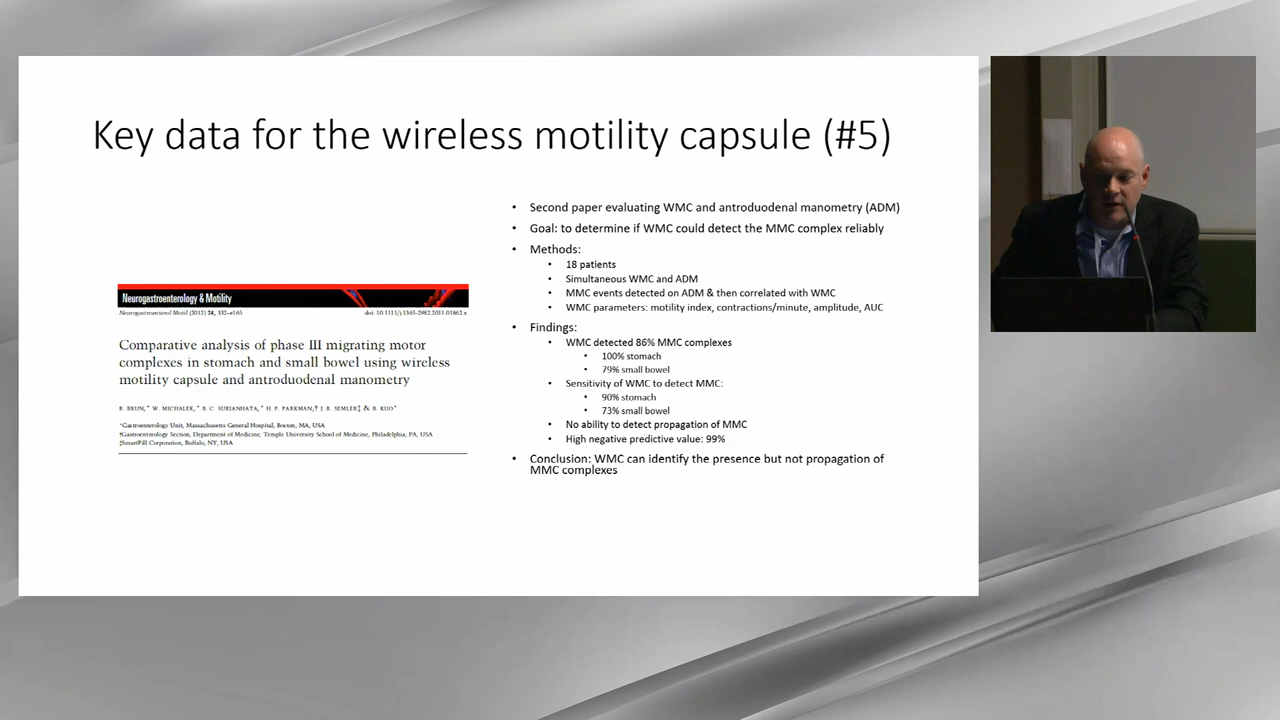 Key data for the wireless motility capsule (#5)
Neurogastroenterology & Motility
Neurogastroenterol Motil (2012) 24, 332–e165
doi: 10.1111/j.1365-2982.2011.01862.x
Comparative analysis of phase III migrating motor
complexes in stomach and small bowel using wireless
motility capsule and antroduodenal manometry
R. BRUN,* W. MICHALEK,* B. C. SURJANHATA,* H. P. PARKMAN,† J. R. SEMLER‡ & B. KUO*
*Gastroenterology Unit, Massachusetts General Hospital, Boston, MA, USA
†Gastroenterology Section, Department of Medicine, Temple University School of Medicine, Philadelphia, PA, USA
‡SmartPill Corporation, Buffalo, NY, USA
• Second paper evaluating WMC and antroduodenal manometry (ADM)
• Goal: to determine if WMC could detect the MMC complex reliably
• Methods:
• 18 patients
• Simultaneous WMC and ADM
• MMC events detected on ADM & then correlated with WMC
• WMC parameters: motility index, contractions/minute, amplitude, AUC
• Findings:
• WMC detected 86% MMC complexes
• 100% stomach
• 79% small bowel
• Sensitivity of WMC to detect MMC:
• 90% stomach
• 73% small bowel
• No ability to detect propagation of MMC
• High negative predictive value: 99%
• Conclusion: WMC can identify the presence but not propagation of
MMC complexes